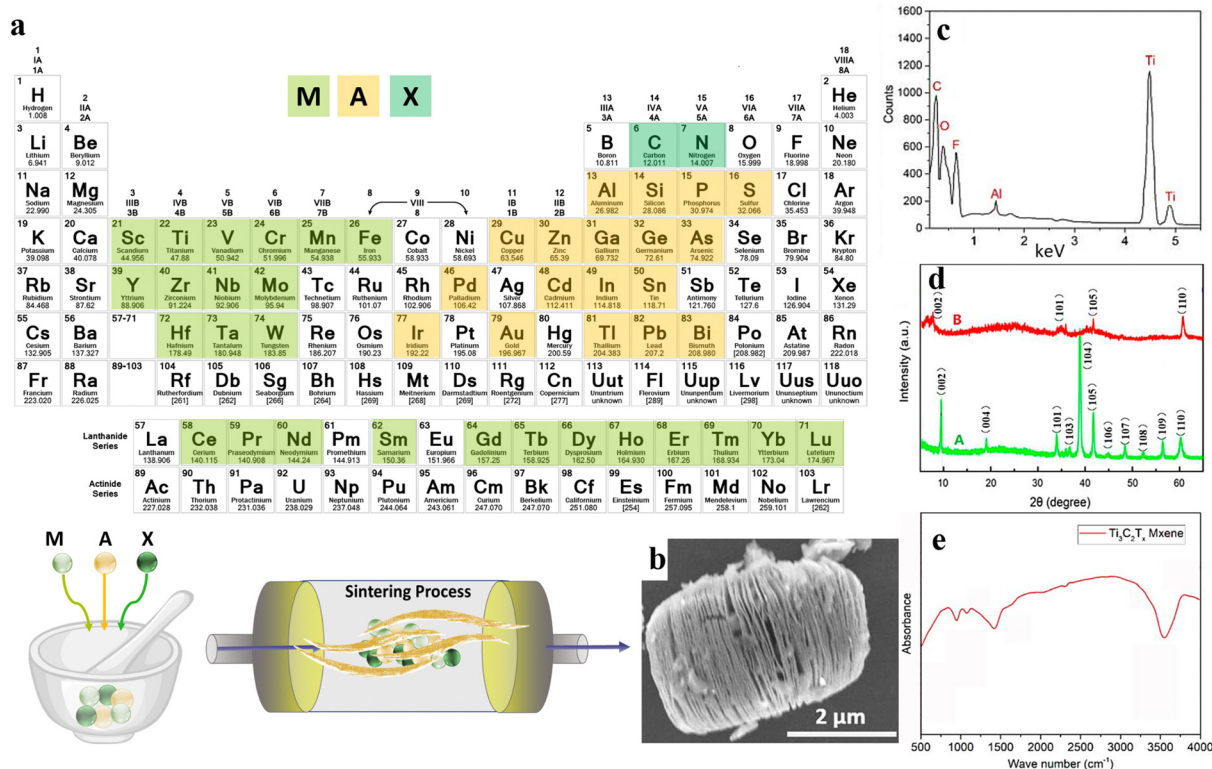 a
1
IA
1A
18
VIIIA
8A
1
H
Hydrogen
1.008
2
IIA
2A
M A X
13
IIIA
3A
14
IVA
4A
15
VA
5A
16
VIA
6A
17
VIIA
7A
2
He
Helium
4.003
3
Li
Lithium
6.941
4
Be
Beryllium
9.012
5
B
Boron
10.811
6
C
Carbon
12.011
7
N
Nitrogen
14.007
8
O
Oxygen
15.999
9
F
Fluorine
18.998
10
Ne
Neon
20.180
11
Na
Sodium
22.990
12
Mg
Magnesium
24.305
3
IIIB
3B
4
IVB
4B
5
VB
5B
6
VIB
6B
7
VIIB
7B
8
9
10
VIII
8
11
IB
1B
12
IIB
2B
13
Al
Aluminum
26.982
14
Si
Silicon
28.086
15
P
Phosphorus
30.974
16
S
Sulfur
32.066
17
Cl
Chlorine
35.453
18
Ar
Argon
39.948
19
K
Potassium
39.098
20
Ca
Calcium
40.078
21
Sc
Scandium
44.956
22
Ti
Titanium
47.88
23
V
Vanadium
50.942
24
Cr
Chromium
51.996
25
Mn
Manganese
54.938
26
Fe
Iron
55.933
27
Co
Cobalt
58.933
28
Ni
Nickel
58.693
29
Cu
Copper
63.546
30
Zn
Zinc
65.39
31
Ga
Gallium
69.732
32
Ge
Germanium
72.61
33
As
Arsenic
74.922
34
Se
Selenium
78.09
35
Br
Bromine
79.904
36
Kr
Krypton
84.80
37
Rb
Rubidium
84.468
38
Sr
Strontium
87.62
39
Y
Yttrium
88.906
40
Zr
Zirconium
91.224
41
Nb
Niobium
92.906
42
Mo
Molybdenum
95.94
43
Tc
Technetium
98.907
44
Ru
Ruthenium
101.07
45
Rh
Rhodium
102.906
46
Pd
Palladium
106.42
47
Ag
Silver
107.868
48
Cd
Cadmium
112.411
49
In
Indium
114.818
50
Sn
Tin
118.71
51
Sb
Antimony
121.760
52
Te
Tellurium
127.6
53
I
Iodine
126.904
54
Xe
Xenon
131.29
55
Cs
Cesium
132.905
56
Ba
Barium
137.327
57-71
72
Hf
Hafnium
178.49
73
Ta
Tantalum
180.948
74
W
Tungsten
183.85
75
Re
Rhenium
186.207
76
Os
Osmium
190.23
77
Ir
Iridium
192.22
78
Pt
Platinum
195.08
79
Au
Gold
196.967
80
Hg
Mercury
200.59
81
Tl
Thallium
204.383
82
Pb
Lead
207.2
83
Bi
Bismuth
208.980
84
Po
Polonium
[208.982]
85
At
Astatine
209.987
86
Rn
Radon
222.018
87
Fr
Francium
223.020
88
Ra
Radium
226.025
89-103
104
Rf
Rutherfordium
[261]
105
Db
Dubnium
[262]
106
Sg
Seaborgium
[266]
107
Bh
Bohrium
[264]
108
Hs
Hassium
[269]
109
Mt
Meitnerium
[268]
110
Ds
Darmstadtium
[269]
111
Rg
Roentgenium
[272]
112
Cn
Copernicium
[277]
113
Uut
Ununtrium
unknown
114
Fl
Flerovium
[289]
115
Uup
Ununpentium
unknown
116
Lv
Livermorium
[298]
117
Uus
Ununseptium
unknown
118
Uuo
Ununoctium
unknown
Lanthanide
Series
57
La
Lanthanum
138.906
58
Ce
Cerium
140.115
59
Pr
Praseodymium
140.908
60
Nd
Neodymium
144.24
61
Pm
Promethium
144.913
62
Sm
Samarium
150.36
63
Eu
Europium
151.966
64
Gd
Gadolinium
157.25
65
Tb
Terbium
158.925
66
Dy
Dysprosium
162.50
67
Ho
Holmium
164.930
68
Er
Erbium
167.26
69
Tm
Thulium
168.934
70
Yb
Ytterbium
173.04
71
Lu
Lutetium
174.967
Actinide
Series
89
Ac
Actinium
227.028
90
Th
Thorium
232.038
91
Pa
Protactinium
231.036
92
U
Uranium
238.029
93
Np
Neptunium
237.048
94
Pu
Plutonium
244.064
95
Am
Americium
243.061
96
Cm
Curium
247.070
97
Bk
Berkelium
247.070
98
Cf
Californium
251.080
99
Es
Einsteinium
[254]
100
Fm
Fermium
257.095
101
Md
Mendelevium
258.1
102
No
Nobelium
259.101
103
Lr
Lawrencium
[262]
M A X
Sintering Process
b
2 µm
c
1600
1400
1200
1000
800
600
400
200
0
Counts
C
O
F
Al
Ti
Ti
0 1 2 3 4 5
keV
d
Intensity (a.u.)
(002)
B
(101)
(105)
(110)
(002)
A
(004)
(101)
(103)
(104)
(105)
(106)
(107)
(108)
(109)
(110)
10 20 30 40 50 60
2θ (degree)
e
Ti₃C₂Tₓ Mxene
Absorbance
500 1000 1500 2000 2500 3000 3500 4000
Wave number (cm⁻¹)